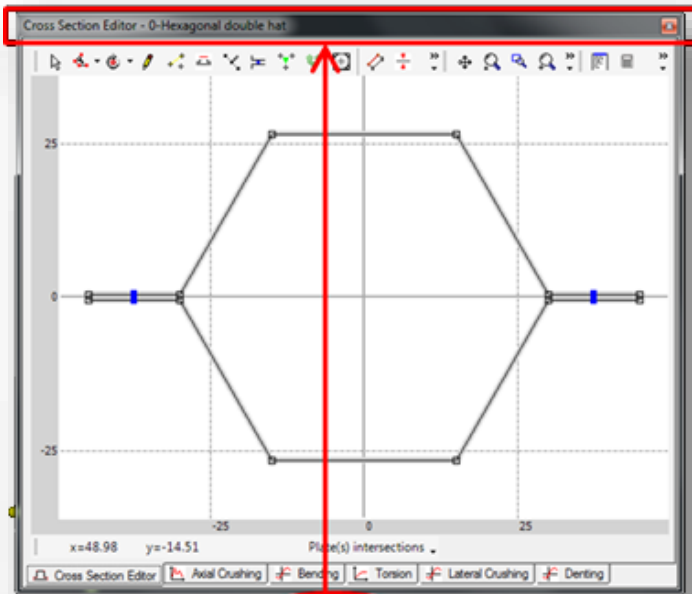 Cross Section Editor - 0-Hexagonal double hat
25
0
-25
-25 0 25
x=48.98 y=-14.51 Plate(s) intersections
Cross Section Editor Axial Crushing Bending Torsion Lateral Crushing Denting